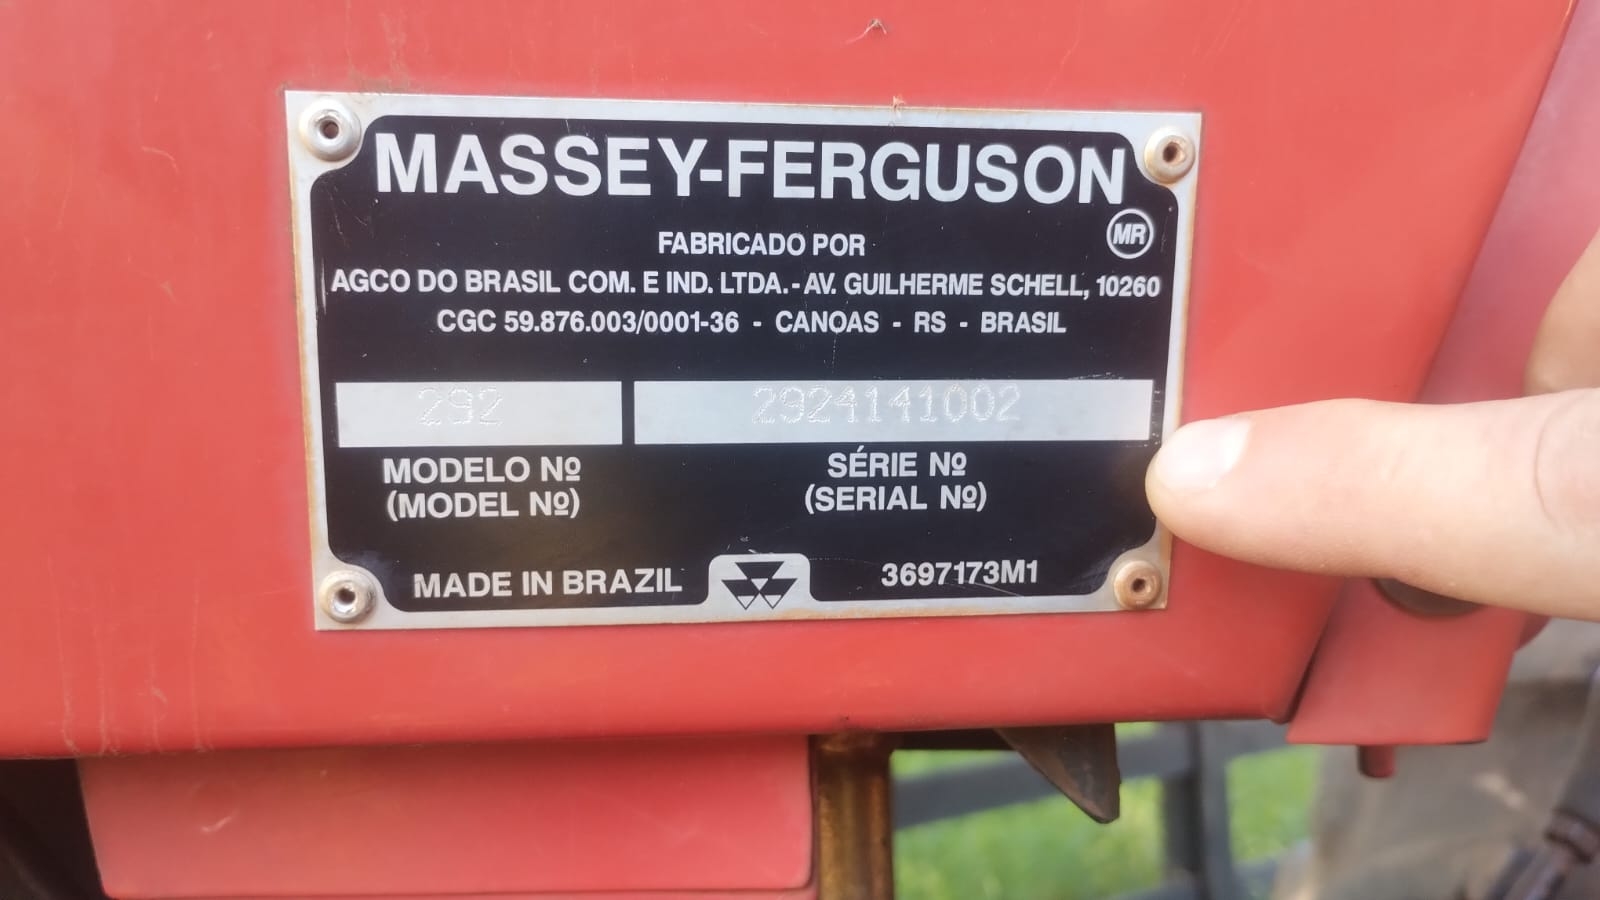 MASSEY-FERGUSON
MR
FABRICADO POR
AGCO DO BRASIL COM. E IND. LTDA. - AV. GUILHERME SCHELL, 10260
CGC 59.876.003/0001-36 - CANOAS - RS - BRASIL
292 2924141002
MODELO Nº SÉRIE Nº
(MODEL Nº) (SERIAL Nº)
MADE IN BRAZIL 3697173M1